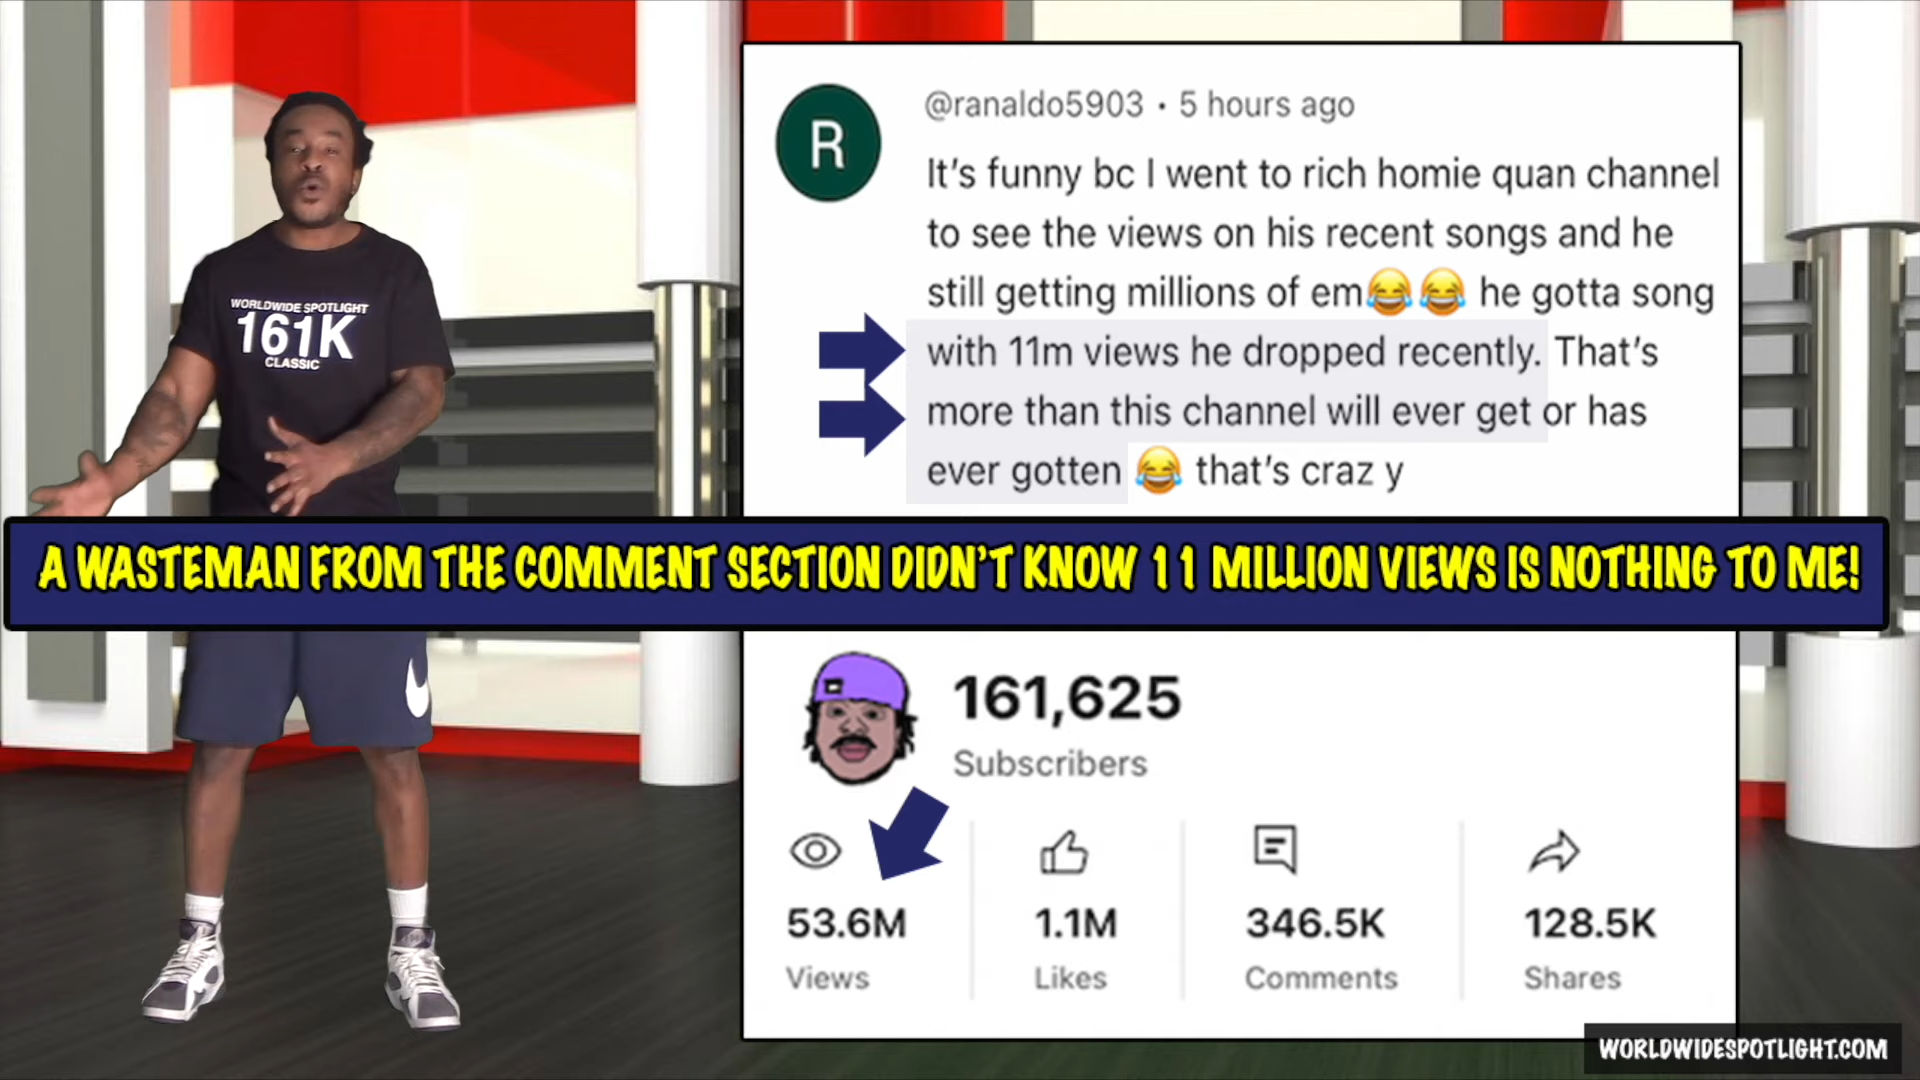 @ranaldo5903 • 5 hours ago
R
It's funny bc I went to rich homie quan channel
to see the views on his recent songs and he
still getting millions of em😂😂 he gotta song
with 11m views he dropped recently. That's
more than this channel will ever get or has
ever gotten 😂 that's craz y
WORLDWIDE SPOTLIGHT
161K
CLASSIC
A WASTEMAN FROM THE COMMENT SECTION DIDN'T KNOW 11 MILLION VIEWS IS NOTHING TO ME!
161,625
Subscribers
53.6M 1.1M 346.5K 128.5K
Views Likes Comments Shares
WORLDWIDESPOTLIGHT.COM